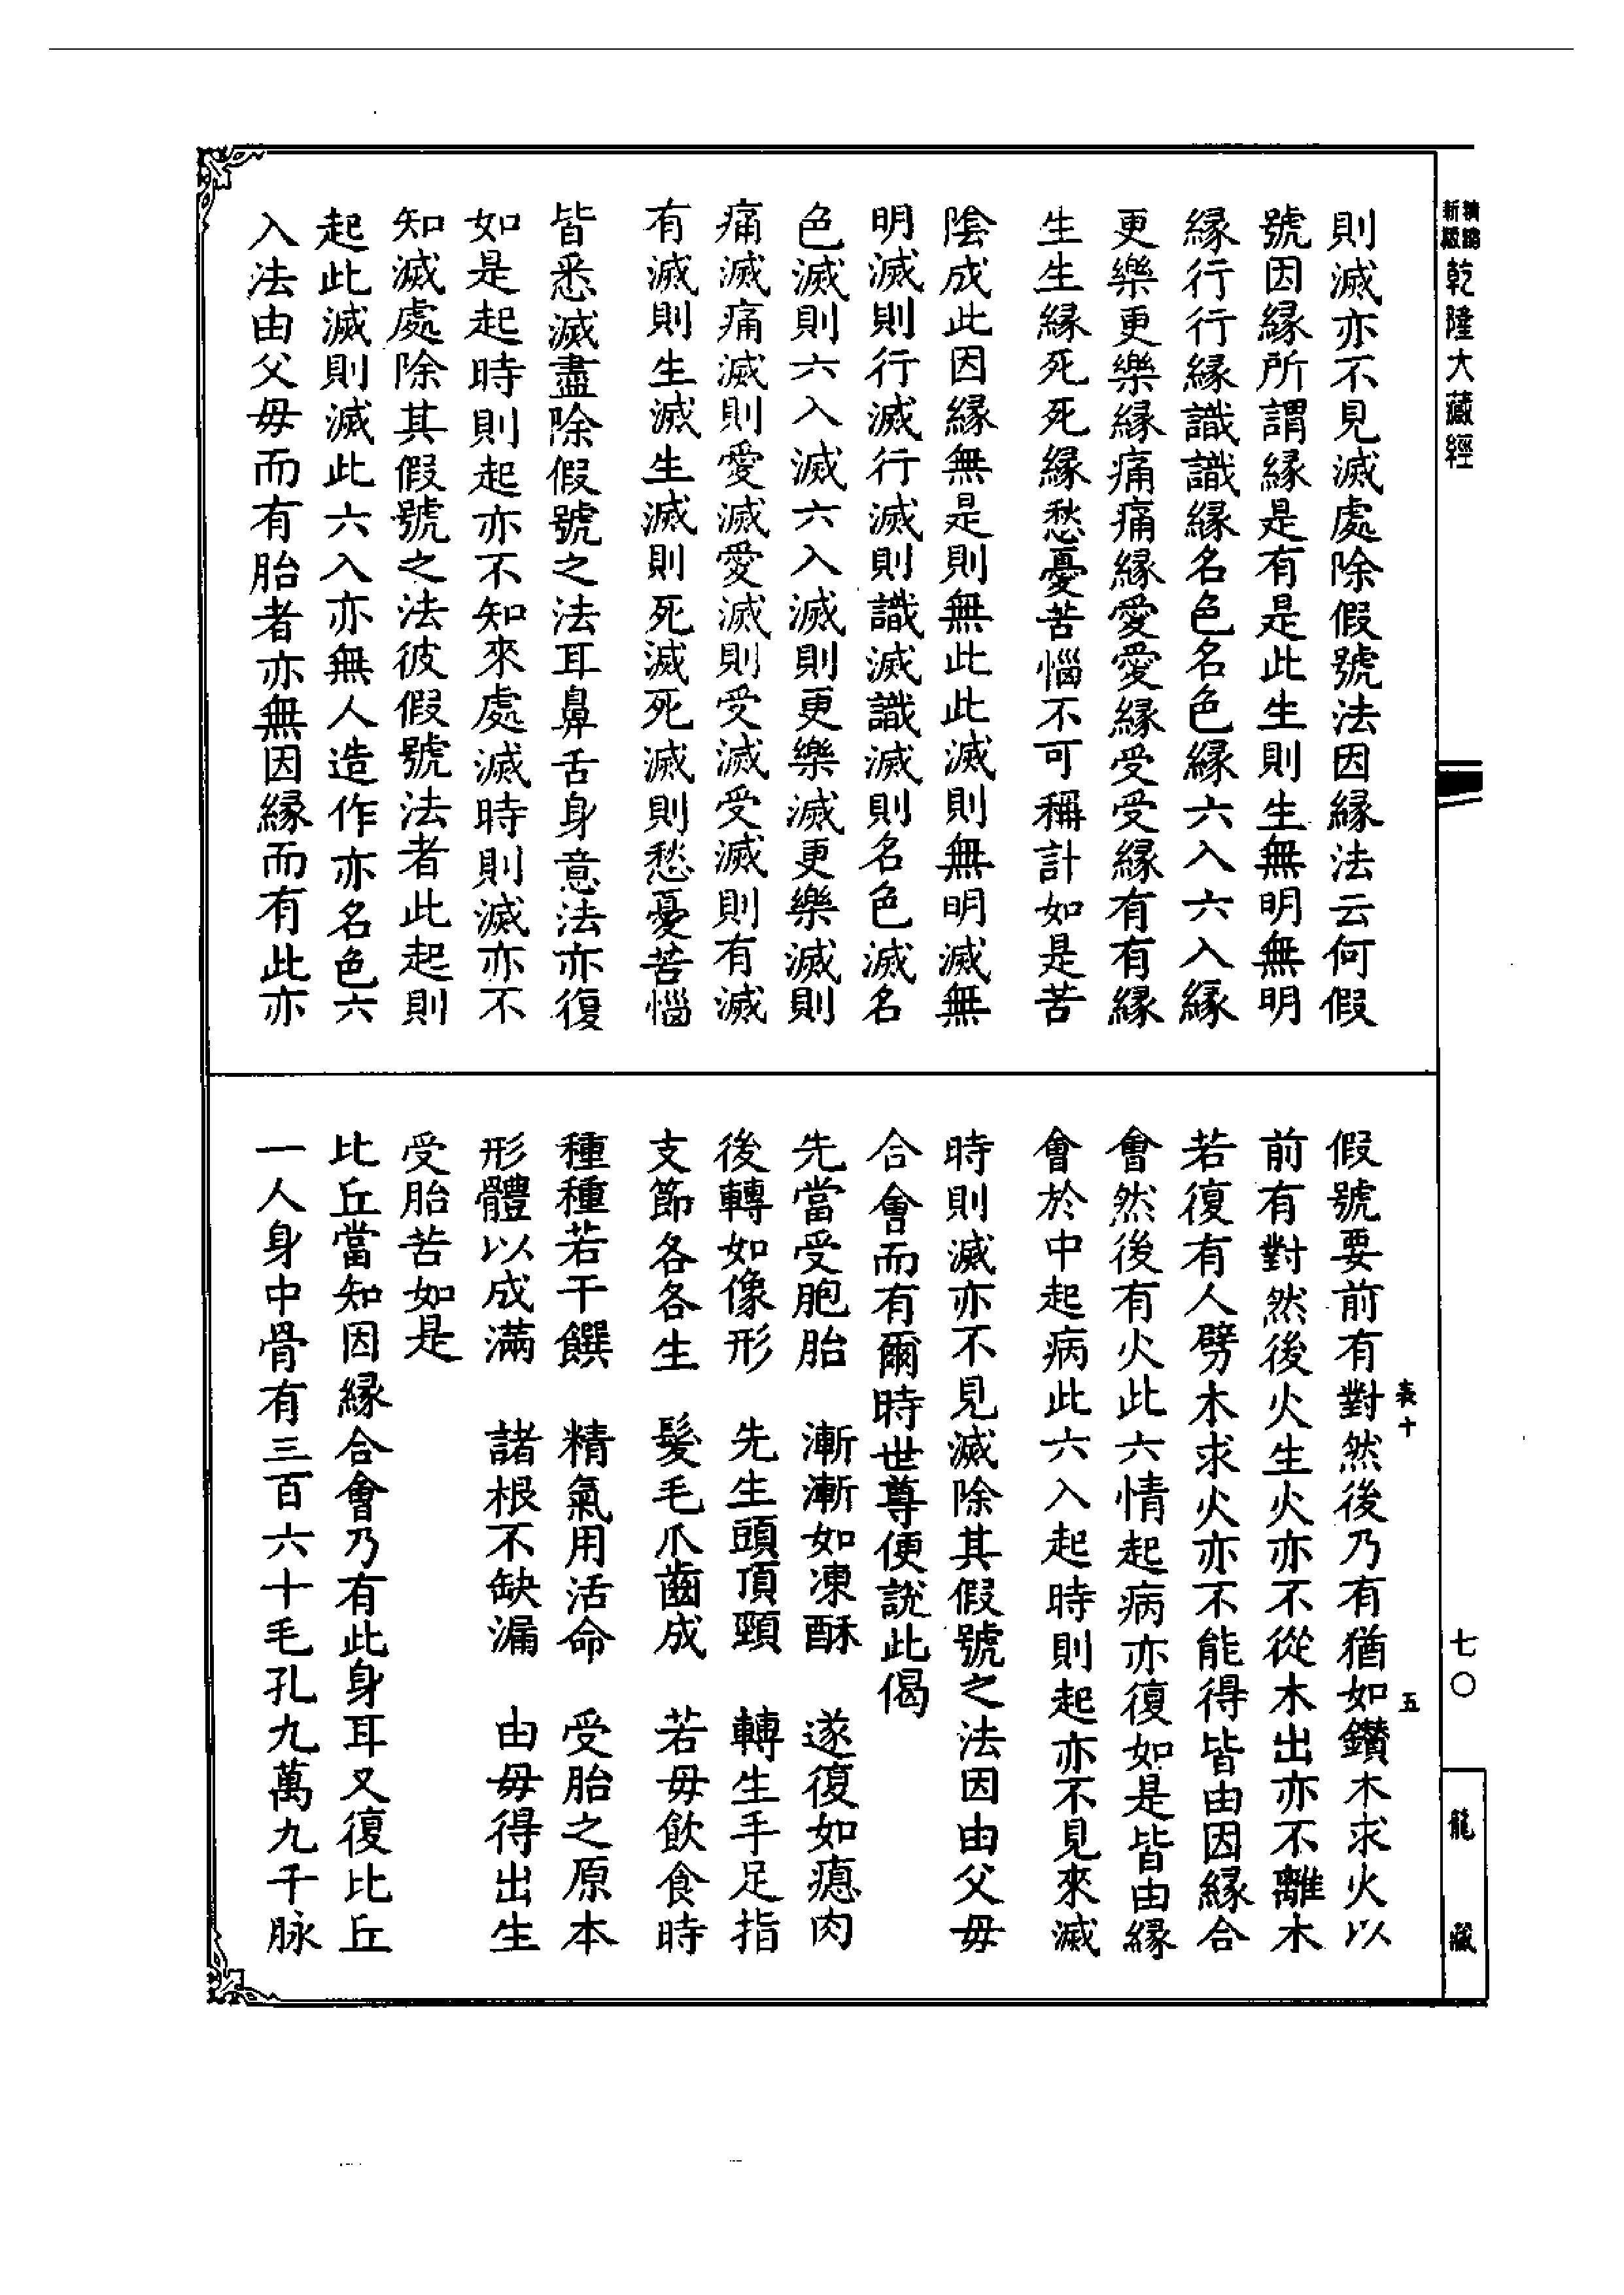 新縮
乾隆大藏經
則滅亦不見滅處除假號法因緣法云何假
號因緣所謂緣是有是此生則生無明無明
緣行行緣識識緣名色名色緣六入六入緣
更樂更樂緣痛痛緣愛愛緣受受緣有有緣
生生緣死死緣愁憂苦惱不可稱計如是苦
陰成此因緣無是則無此此滅則無明滅無
明滅則行滅行滅則識滅識滅則名色滅名
色滅則六入滅六入滅則更樂滅更樂滅則
痛滅痛滅則愛滅愛滅則受滅受滅則有滅
有滅則生滅生滅則死滅死滅則愁憂苦惱
皆悉滅盡除假號之法耳鼻舌身意法亦復
如是起時則起亦不知來處滅時則滅亦不
知滅處除其假號之法彼假號法者此起則
起此滅則滅此六入亦無人造作亦名色六
入法由父母而有胎者亦無因緣而有此亦
假號要前有對然後乃有猶如鑽木求火以
前有對然後火生火亦不從木出亦不離木
若復有人劈木求火亦不能得皆由因緣合
會然後有火此六情起病亦復如是皆由緣
會於中起病此六入起時則起亦不見來滅
時則滅亦不見滅除其假號之法因由父母
合會而有爾時世尊便說此偈
先當受胞胎　漸漸如凍酥　遂復如瘜肉
後轉如像形　先生頭頂頸　轉生手足指
支節各各生　髮毛爪齒成　若母飲食時
種種若干饌　精氣用活命　受胎之原本
形體以成滿　諸根不缺漏　由母得出生
受胎苦如是
比丘當知因緣合會乃有此身耳又復比丘
一人身中骨有三百六十毛孔九萬九千脉
表十
五
七〇
龍藏